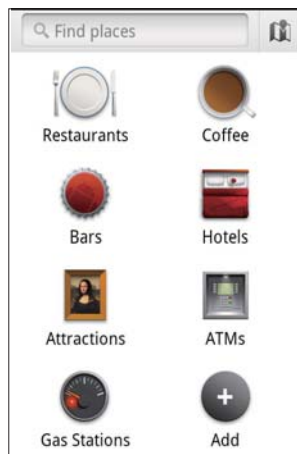 Find places
Restaurants Coffee
Bars Hotels
Attractions ATMs
Gas Stations Add